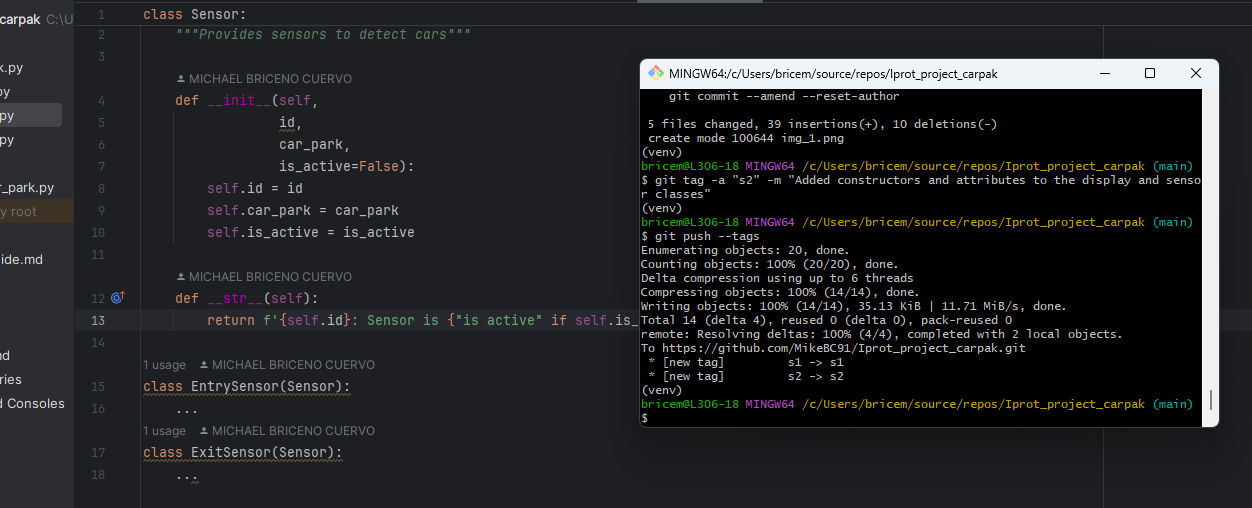 carpak C:\U
k.py
py
py
py
r_park.py
y root
ide.md
nd
ries
d Consoles
1 class Sensor:
2 """Provides sensors to detect cars"""
3
MICHAEL BRICENO CUERVO
4 def __init__(self,
5 id,
6 car_park,
7 is_active=False):
8 self.id = id
9 self.car_park = car_park
10 self.is_active = is_active
11
MICHAEL BRICENO CUERVO
12 def __str__(self):
13 return f'{self.id}: Sensor is {"is active" if self.is_
14
1 usage MICHAEL BRICENO CUERVO
15 class EntrySensor(Sensor):
16 ...
1 usage MICHAEL BRICENO CUERVO
17 class ExitSensor(Sensor):
18 ...
MINGW64:/c/Users/bricem/source/repos/Iprot_project_carpak
git commit --amend --reset-author
5 files changed, 39 insertions(+), 10 deletions(-)
create mode 100644 img_1.png
(venv)
bricem@L306-18 MINGW64 /c/Users/bricem/source/repos/Iprot_project_carpak (main)
$ git tag -a "s2" -m "Added constructors and attributes to the display and senso
r classes"
(venv)
bricem@L306-18 MINGW64 /c/Users/bricem/source/repos/Iprot_project_carpak (main)
$ git push --tags
Enumerating objects: 20, done.
Counting objects: 100% (20/20), done.
Delta compression using up to 6 threads
Compressing objects: 100% (14/14), done.
Writing objects: 100% (14/14), 35.13 KiB | 11.71 MiB/s, done.
Total 14 (delta 4), reused 0 (delta 0), pack-reused 0
remote: Resolving deltas: 100% (4/4), completed with 2 local objects.
To https://github.com/MikeBC91/Iprot_project_carpak.git
* [new tag] s1 -> s1
* [new tag] s2 -> s2
(venv)
bricem@L306-18 MINGW64 /c/Users/bricem/source/repos/Iprot_project_carpak (main)
$